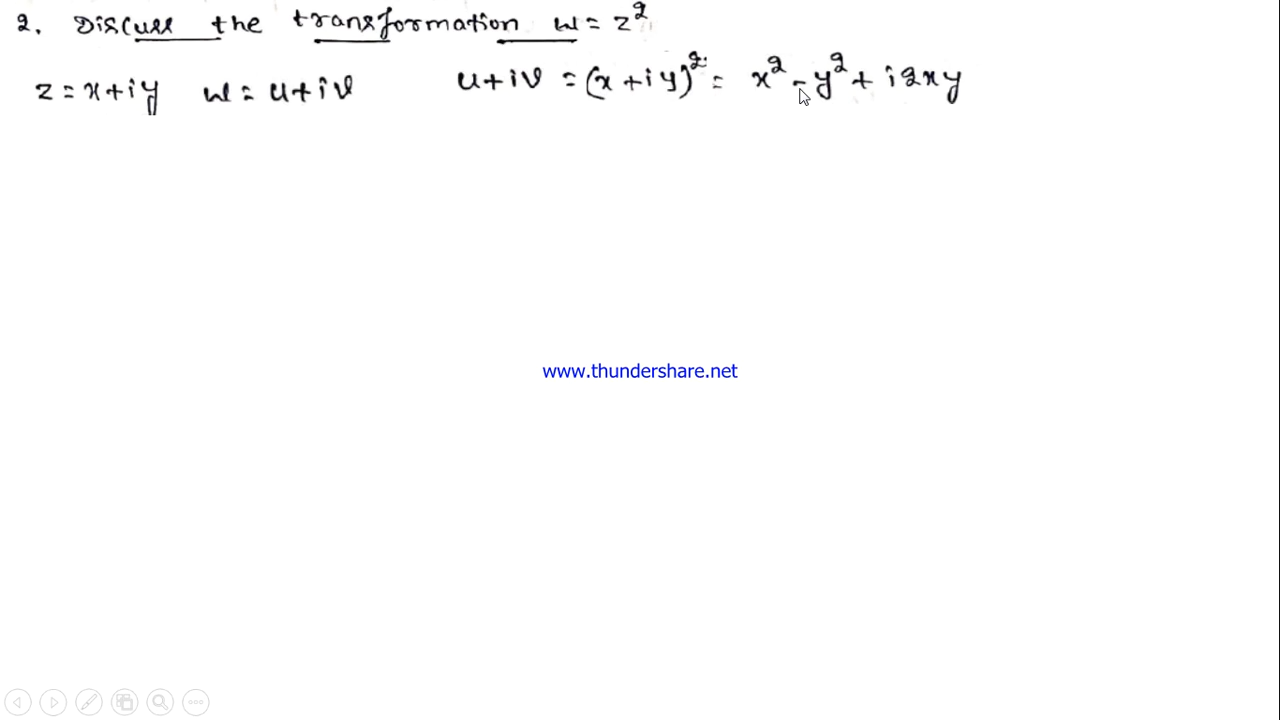 2. Discuss the transformation w = z²
z = x + iy w = u + iv u + iv = (x + iy)² = x² - y² + i2xy
www.thundershare.net